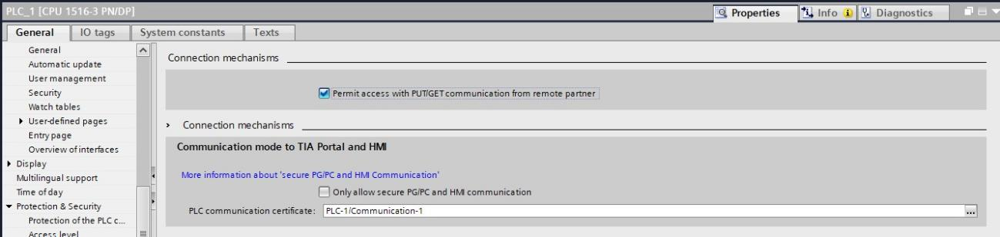 PLC_1 [CPU 1516-3 PN/DP]
Properties Info Diagnostics
General IO tags System constants Texts
General
Automatic update
User management
Security
Watch tables
User-defined pages
Entry page
Overview of interfaces
Display
Multilingual support
Time of day
Protection & Security
Protection of the PLC c...
Access level
Connection mechanisms
Permit access with PUT/GET communication from remote partner
Connection mechanisms
Communication mode to TIA Portal and HMI
More information about 'secure PG/PC and HMI Communication'
Only allow secure PG/PC and HMI communication
PLC communication certificate: PLC-1/Communication-1 ...